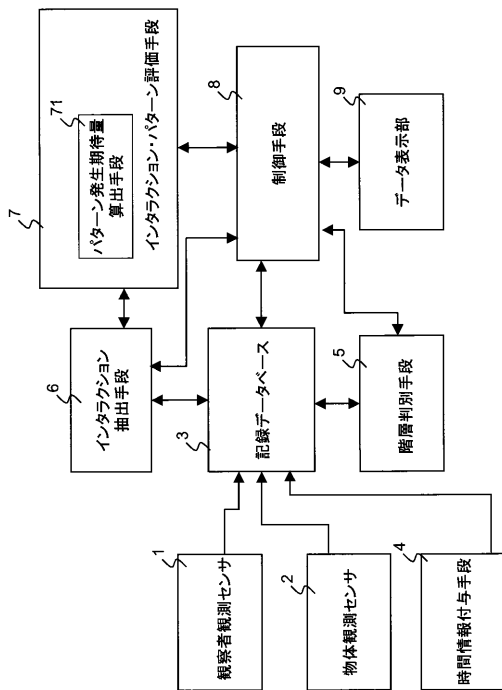 1
観察者観測センサ
2
物体観測センサ
4
時間情報付与手段
3
記録データベース
6
インタラクション
抽出手段
5
階層判別手段
7
71
パターン発生期待量
算出手段
インタラクション・パターン評価手段
8
制御手段
9
データ表示部